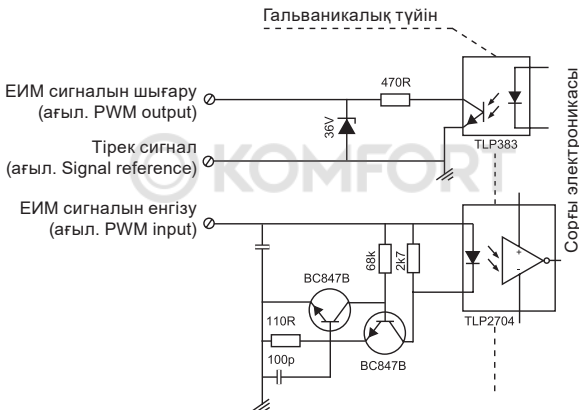 Гальваникалық түйін
ЕИМ сигналын шығару
(ағыл. PWM output)
470R
36V
TLP383
Тірек сигнал
(ағыл. Signal reference)
KOMFORT
ЕИМ сигналын енгізу
(ағыл. PWM input)
Сорғы электроникасы
68k
2k7
BC847B
110R
100p
BC847B
TLP2704
+
-